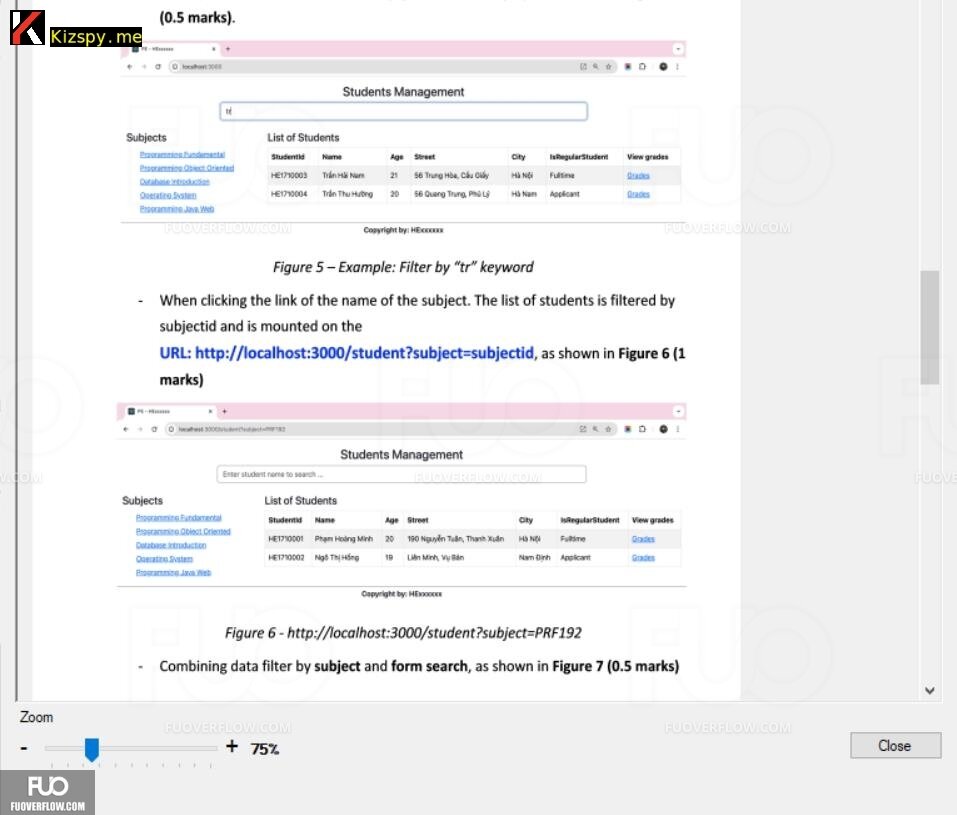 (0.5 marks).
Kizspy.me
PE - HExxxxxx
localhost:3000
Students Management
tr
Subjects
List of Students
Programming Fundamental
Programming Object Oriented
Database Introduction
Operating System
Programming Java Web
StudentId Name Age Street City IsRegularStudent View grades
HE1710003 Trần Hải Nam 21 56 Trung Hòa, Cầu Giấy Hà Nội Fulltime Grades
HE1710004 Trần Thu Hường 20 56 Quang Trung, Phủ Lý Hà Nam Applicant Grades
FUOVERFLOW.COM
FUOVERFLOW.COM
Copyright by: HExxxxxx
Figure 5 – Example: Filter by “tr” keyword
- When clicking the link of the name of the subject. The list of students is filtered by
subjectid and is mounted on the
URL: http://localhost:3000/student?subject=subjectid, as shown in Figure 6 (1
marks)
PE - HExxxxxx
localhost:3000/student?subject=PRF192
Students Management
Enter student name to search ...
FUOVERFLOW.COM
Subjects
List of Students
Programming Fundamental
Programming Object Oriented
Database Introduction
Operating System
Programming Java Web
StudentId Name Age Street City IsRegularStudent View grades
HE1710001 Phạm Hoàng Minh 20 190 Nguyễn Tuân, Thanh Xuân Hà Nội Fulltime Grades
HE1710002 Ngô Thị Hồng 19 Liên Minh, Vụ Bản Nam Định Applicant Grades
Copyright by: HExxxxxx
Figure 6 - http://localhost:3000/student?subject=PRF192
- Combining data filter by subject and form search, as shown in Figure 7 (0.5 marks)
Zoom
FUOVERFLOW.COM
FUOVERFLOW.COM
- + 75%
Close
FUO
FUOVERFLOW.COM